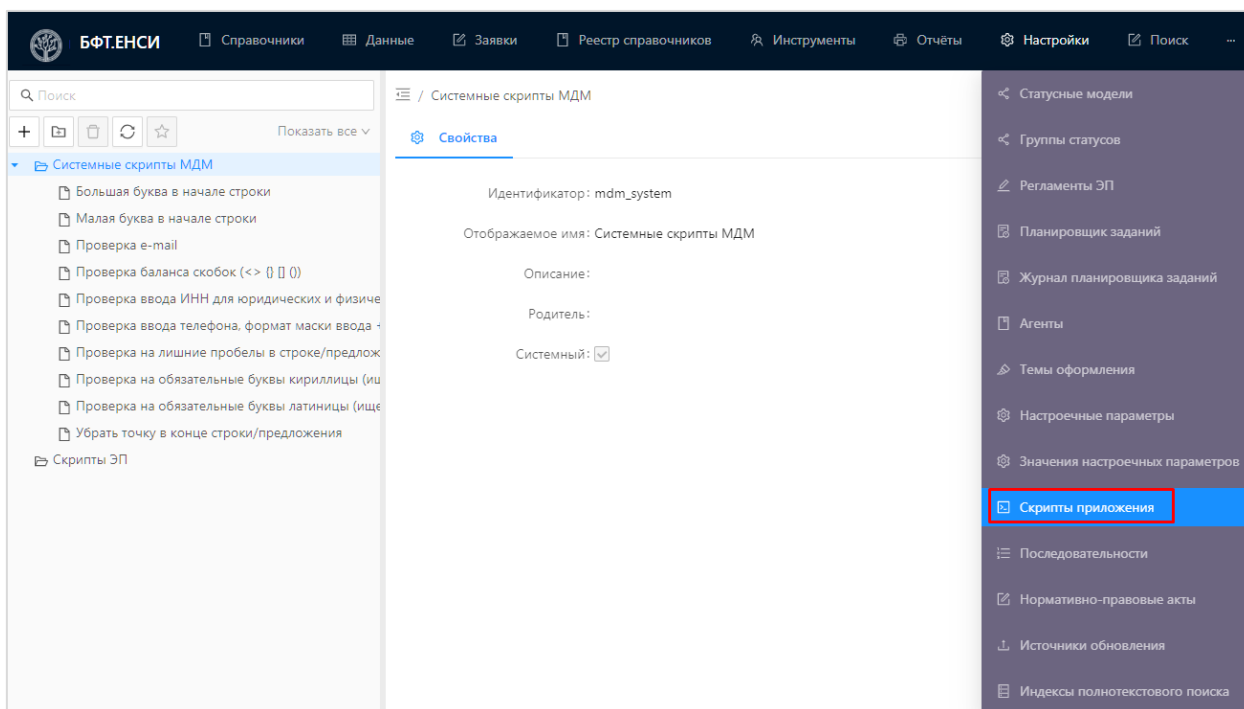 БФТ.ЕНСИ Справочники Данные Заявки Реестр справочников Инструменты Отчёты Настройки Поиск ...
Поиск
Показать все
Системные скрипты МДМ
Большая буква в начале строки
Малая буква в начале строки
Проверка e-mail
Проверка баланса скобок (<> {} [] ())
Проверка ввода ИНН для юридических и физиче
Проверка ввода телефона, формат маски ввода +
Проверка на лишние пробелы в строке/предлож
Проверка на обязательные буквы кириллицы (ищ
Проверка на обязательные буквы латиницы (ище
Убрать точку в конце строки/предложения
Скрипты ЭП
/ Системные скрипты МДМ
Свойства
Идентификатор: mdm_system
Отображаемое имя: Системные скрипты МДМ
Описание:
Родитель:
Системный:
Статусные модели
Группы статусов
Регламенты ЭП
Планировщик заданий
Журнал планировщика заданий
Агенты
Темы оформления
Настроечные параметры
Значения настроечных параметров
Скрипты приложения
Последовательности
Нормативно-правовые акты
Источники обновления
Индексы полнотекстового поиска